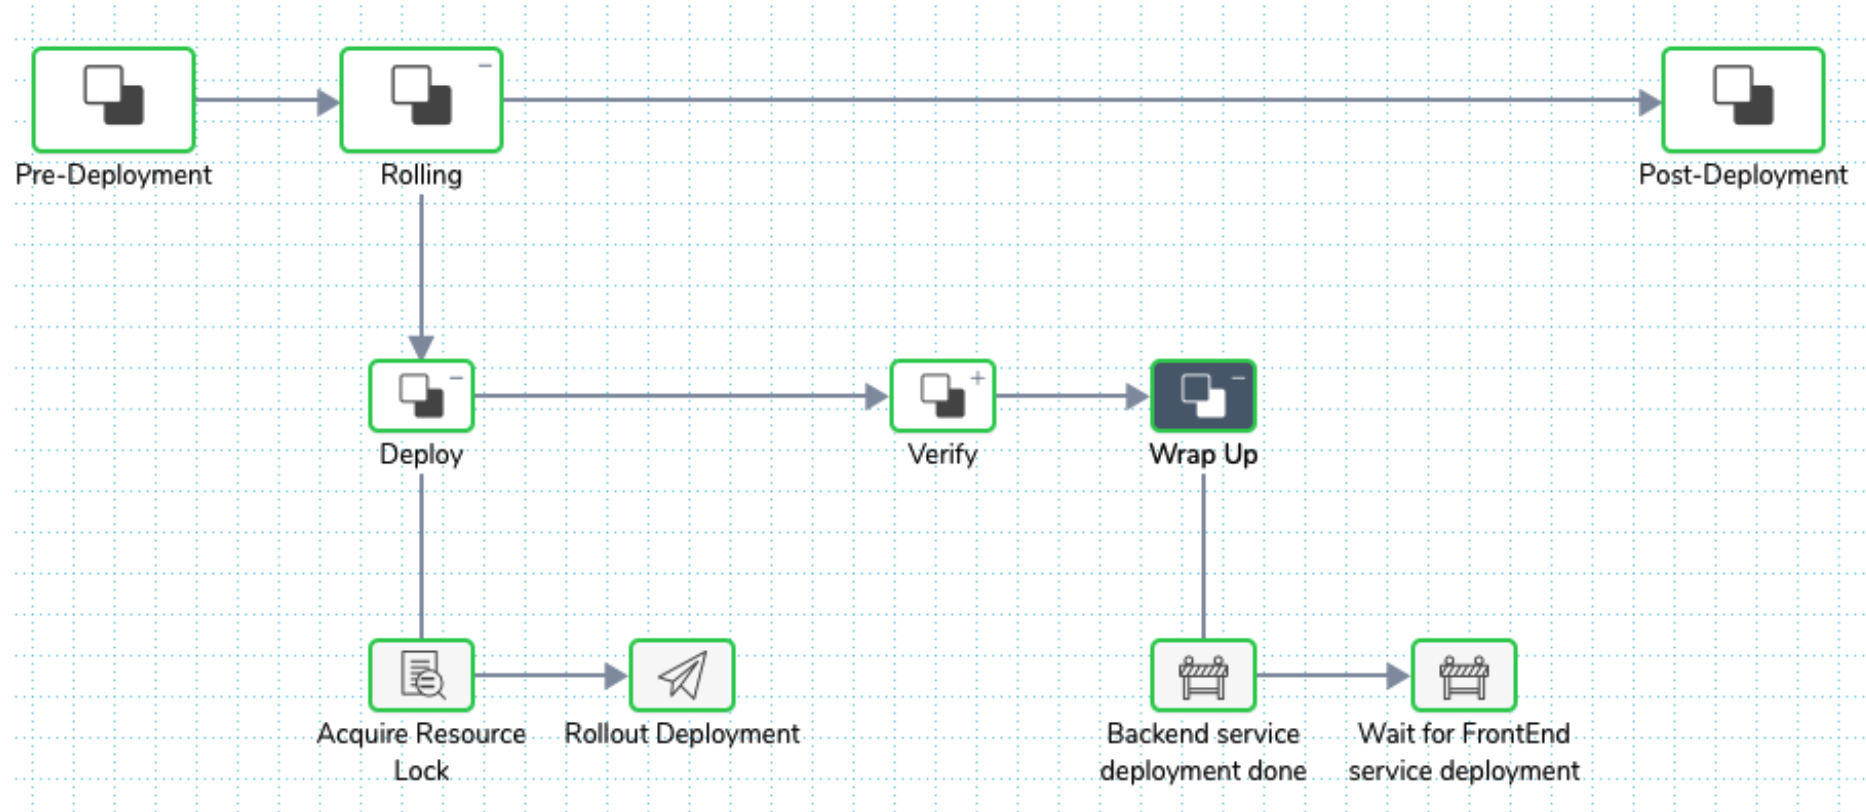 Pre-Deployment
Rolling
Post-Deployment
Deploy
Verify
Wrap Up
Acquire Resource
Lock
Rollout Deployment
Backend service
deployment done
Wait for FrontEnd
service deployment